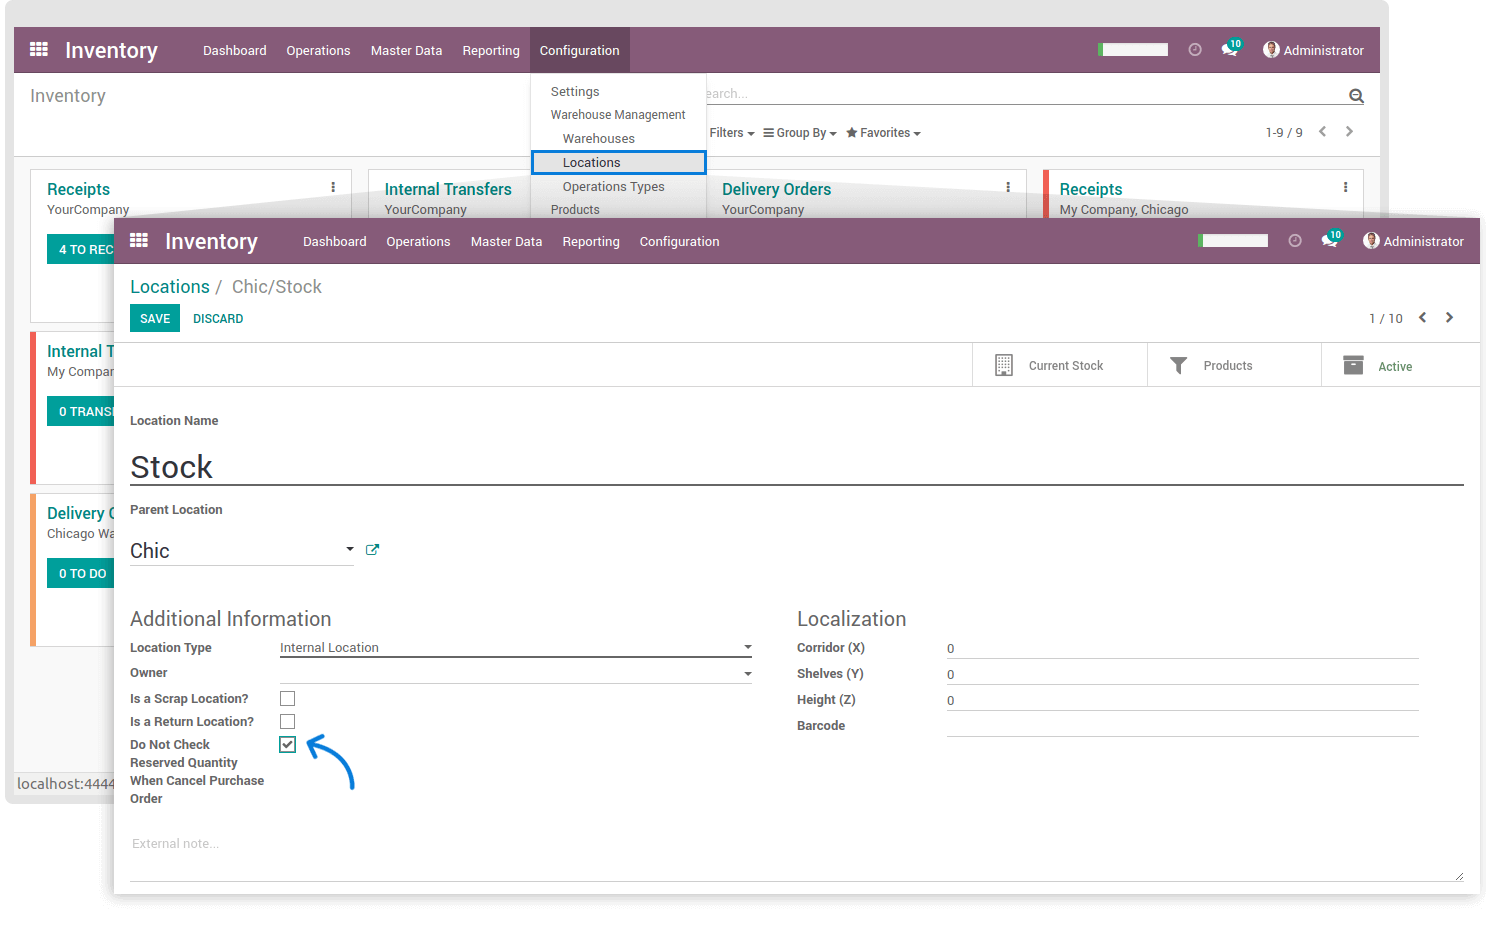 Inventory Dashboard Operations Master Data Reporting Configuration 10 Administrator
Inventory
Settings
earch...
Warehouse Management
Warehouses
Filters Group By Favorites 1-9 / 9
Locations
Operations Types
Products
Receipts
YourCompany
4 TO REC
Internal Transfers
YourCompany
Delivery Orders
YourCompany
Receipts
My Company, Chicago
Internal T
My Compar
0 TRANS
Delivery
Chicago Wa
0 TO DO
localhost:4444
Inventory Dashboard Operations Master Data Reporting Configuration 10 Administrator
Locations / Chic/Stock
SAVE DISCARD 1 / 10
Current Stock Products Active
Location Name
Stock
Parent Location
Chic
Additional Information
Location Type Internal Location
Owner
Is a Scrap Location?
Is a Return Location?
Do Not Check
Reserved Quantity
When Cancel Purchase
Order
Localization
Corridor (X) 0
Shelves (Y) 0
Height (Z) 0
Barcode
External note...